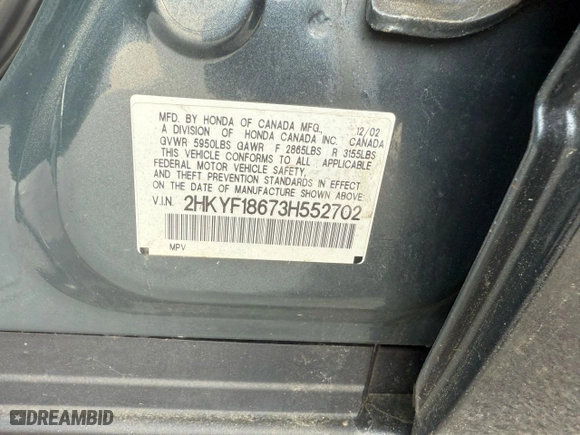 MFD. BY HONDA OF CANADA MFG., 12/02
A DIVISION OF HONDA CANADA INC. CANADA
GVWR 5950LBS GAWR F 2865LBS R 3155LBS
THIS VEHICLE CONFORMS TO ALL APPLICABLE
FEDERAL MOTOR VEHICLE SAFETY,
AND THEFT PREVENTION STANDARDS IN EFFECT
ON THE DATE OF MANUFACTURE SHOWN ABOVE.
V.I.N. 2HKYF18673H552702
MPV
DREAMBID